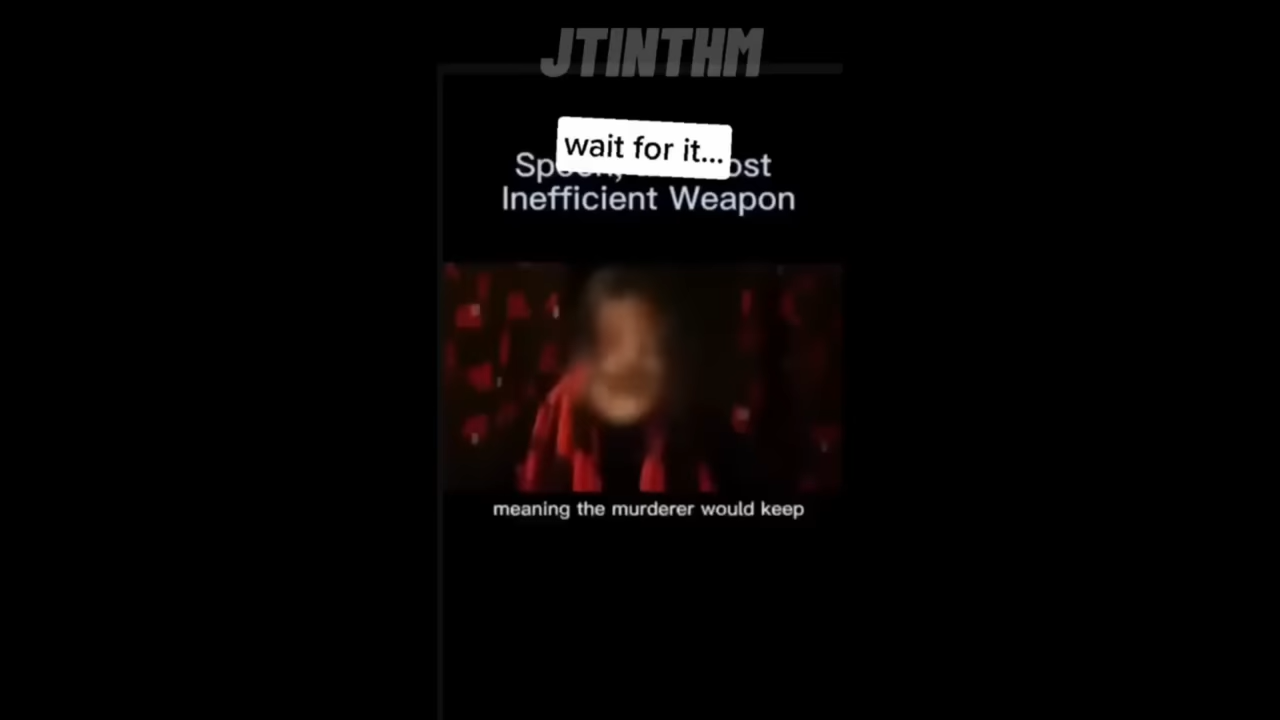 JTINTHM
wait for it...
Inefficient Weapon
meaning the murderer would keep